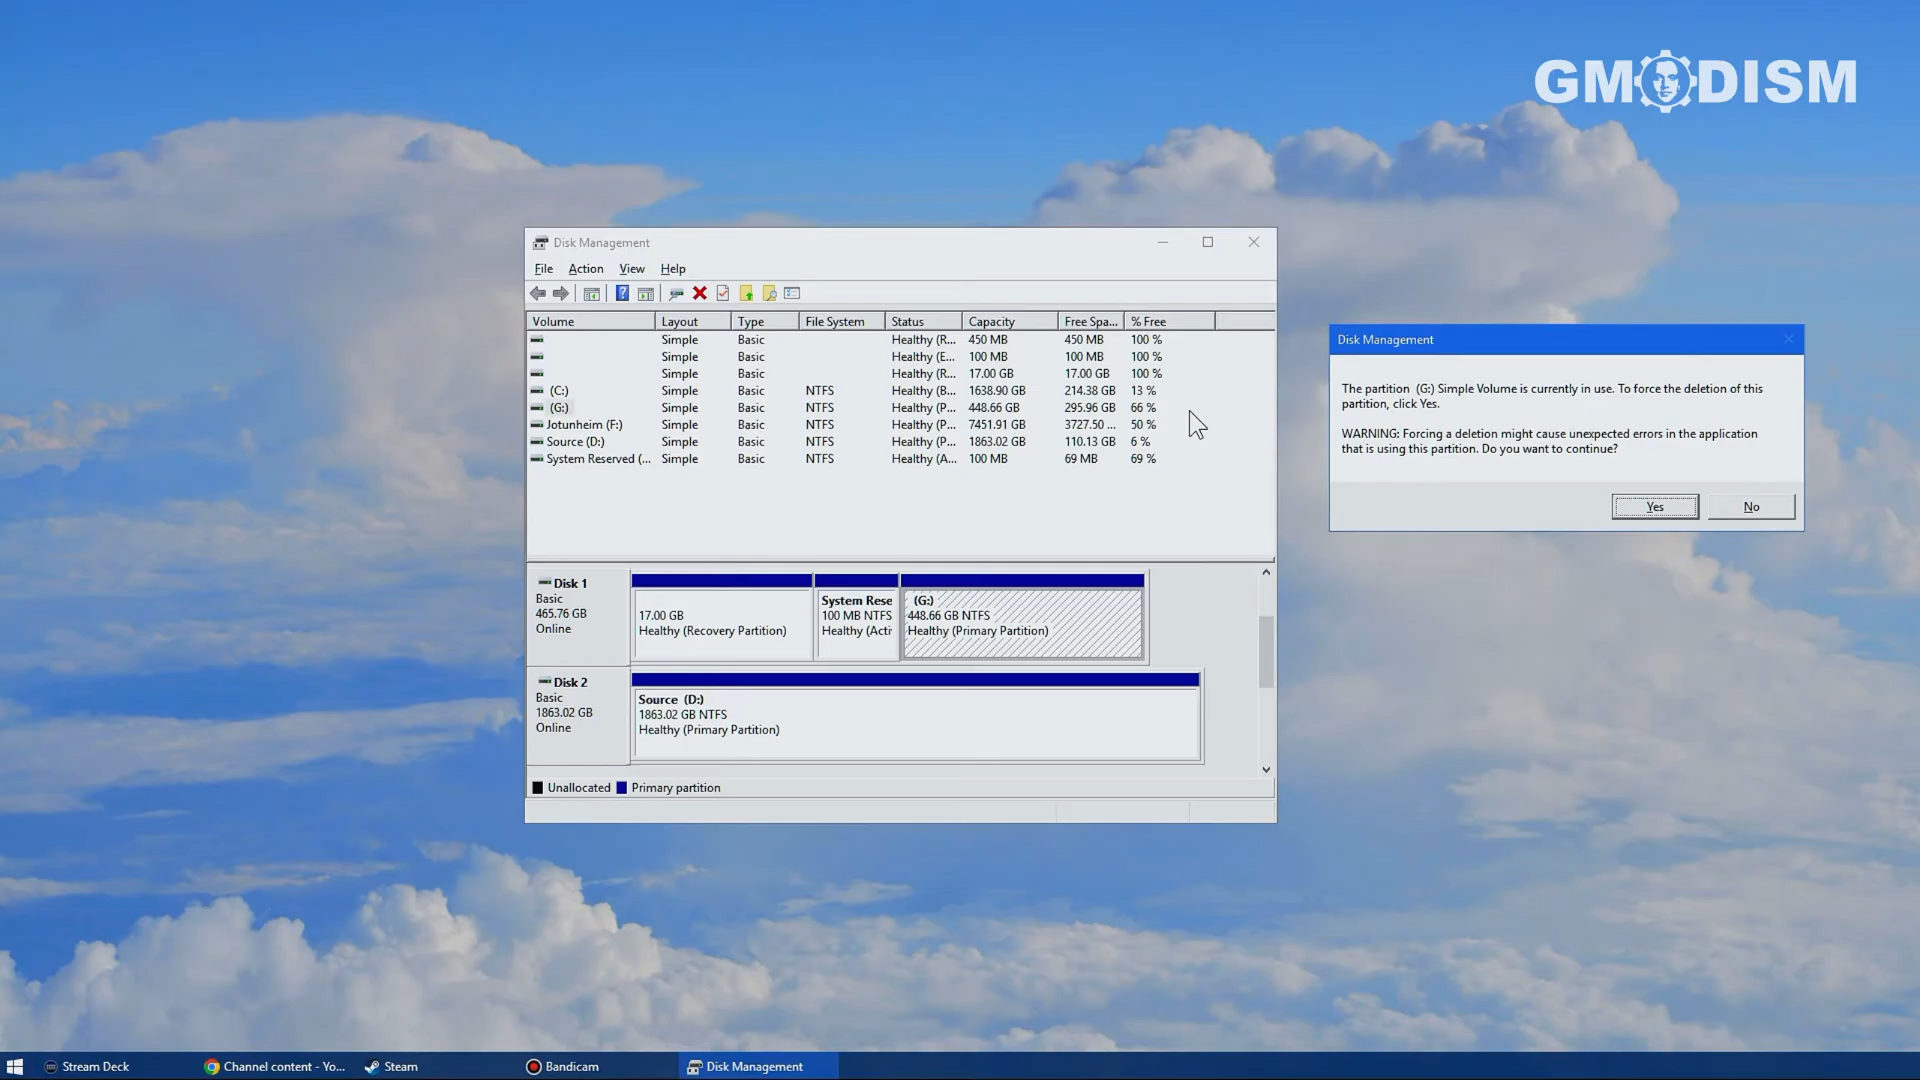 GMODISM
Disk Management
File Action View Help
Volume Layout Type File System Status Capacity Free Spa... % Free
Simple Basic Healthy (R... 450 MB 450 MB 100 %
Simple Basic Healthy (E... 100 MB 100 MB 100 %
Simple Basic Healthy (R... 17.00 GB 17.00 GB 100 %
(C:) Simple Basic NTFS Healthy (B... 1638.90 GB 214.38 GB 13 %
(G:) Simple Basic NTFS Healthy (P... 448.66 GB 295.96 GB 66 %
Jotunheim (F:) Simple Basic NTFS Healthy (P... 7451.91 GB 3727.50 ... 50 %
Source (D:) Simple Basic NTFS Healthy (P... 1863.02 GB 110.13 GB 6 %
System Reserved (... Simple Basic NTFS Healthy (A... 100 MB 69 MB 69 %
Disk 1
Basic
465.76 GB
Online
17.00 GB
Healthy (Recovery Partition)
System Rese
100 MB NTFS
Healthy (Acti
(G:)
448.66 GB NTFS
Healthy (Primary Partition)
Disk 2
Basic
1863.02 GB
Online
Source (D:)
1863.02 GB NTFS
Healthy (Primary Partition)
Unallocated Primary partition
Disk Management
The partition (G:) Simple Volume is currently in use. To force the deletion of this
partition, click Yes.
WARNING: Forcing a deletion might cause unexpected errors in the application
that is using this partition. Do you want to continue?
Yes No
Stream Deck Channel content - Yo... Steam Bandicam Disk Management